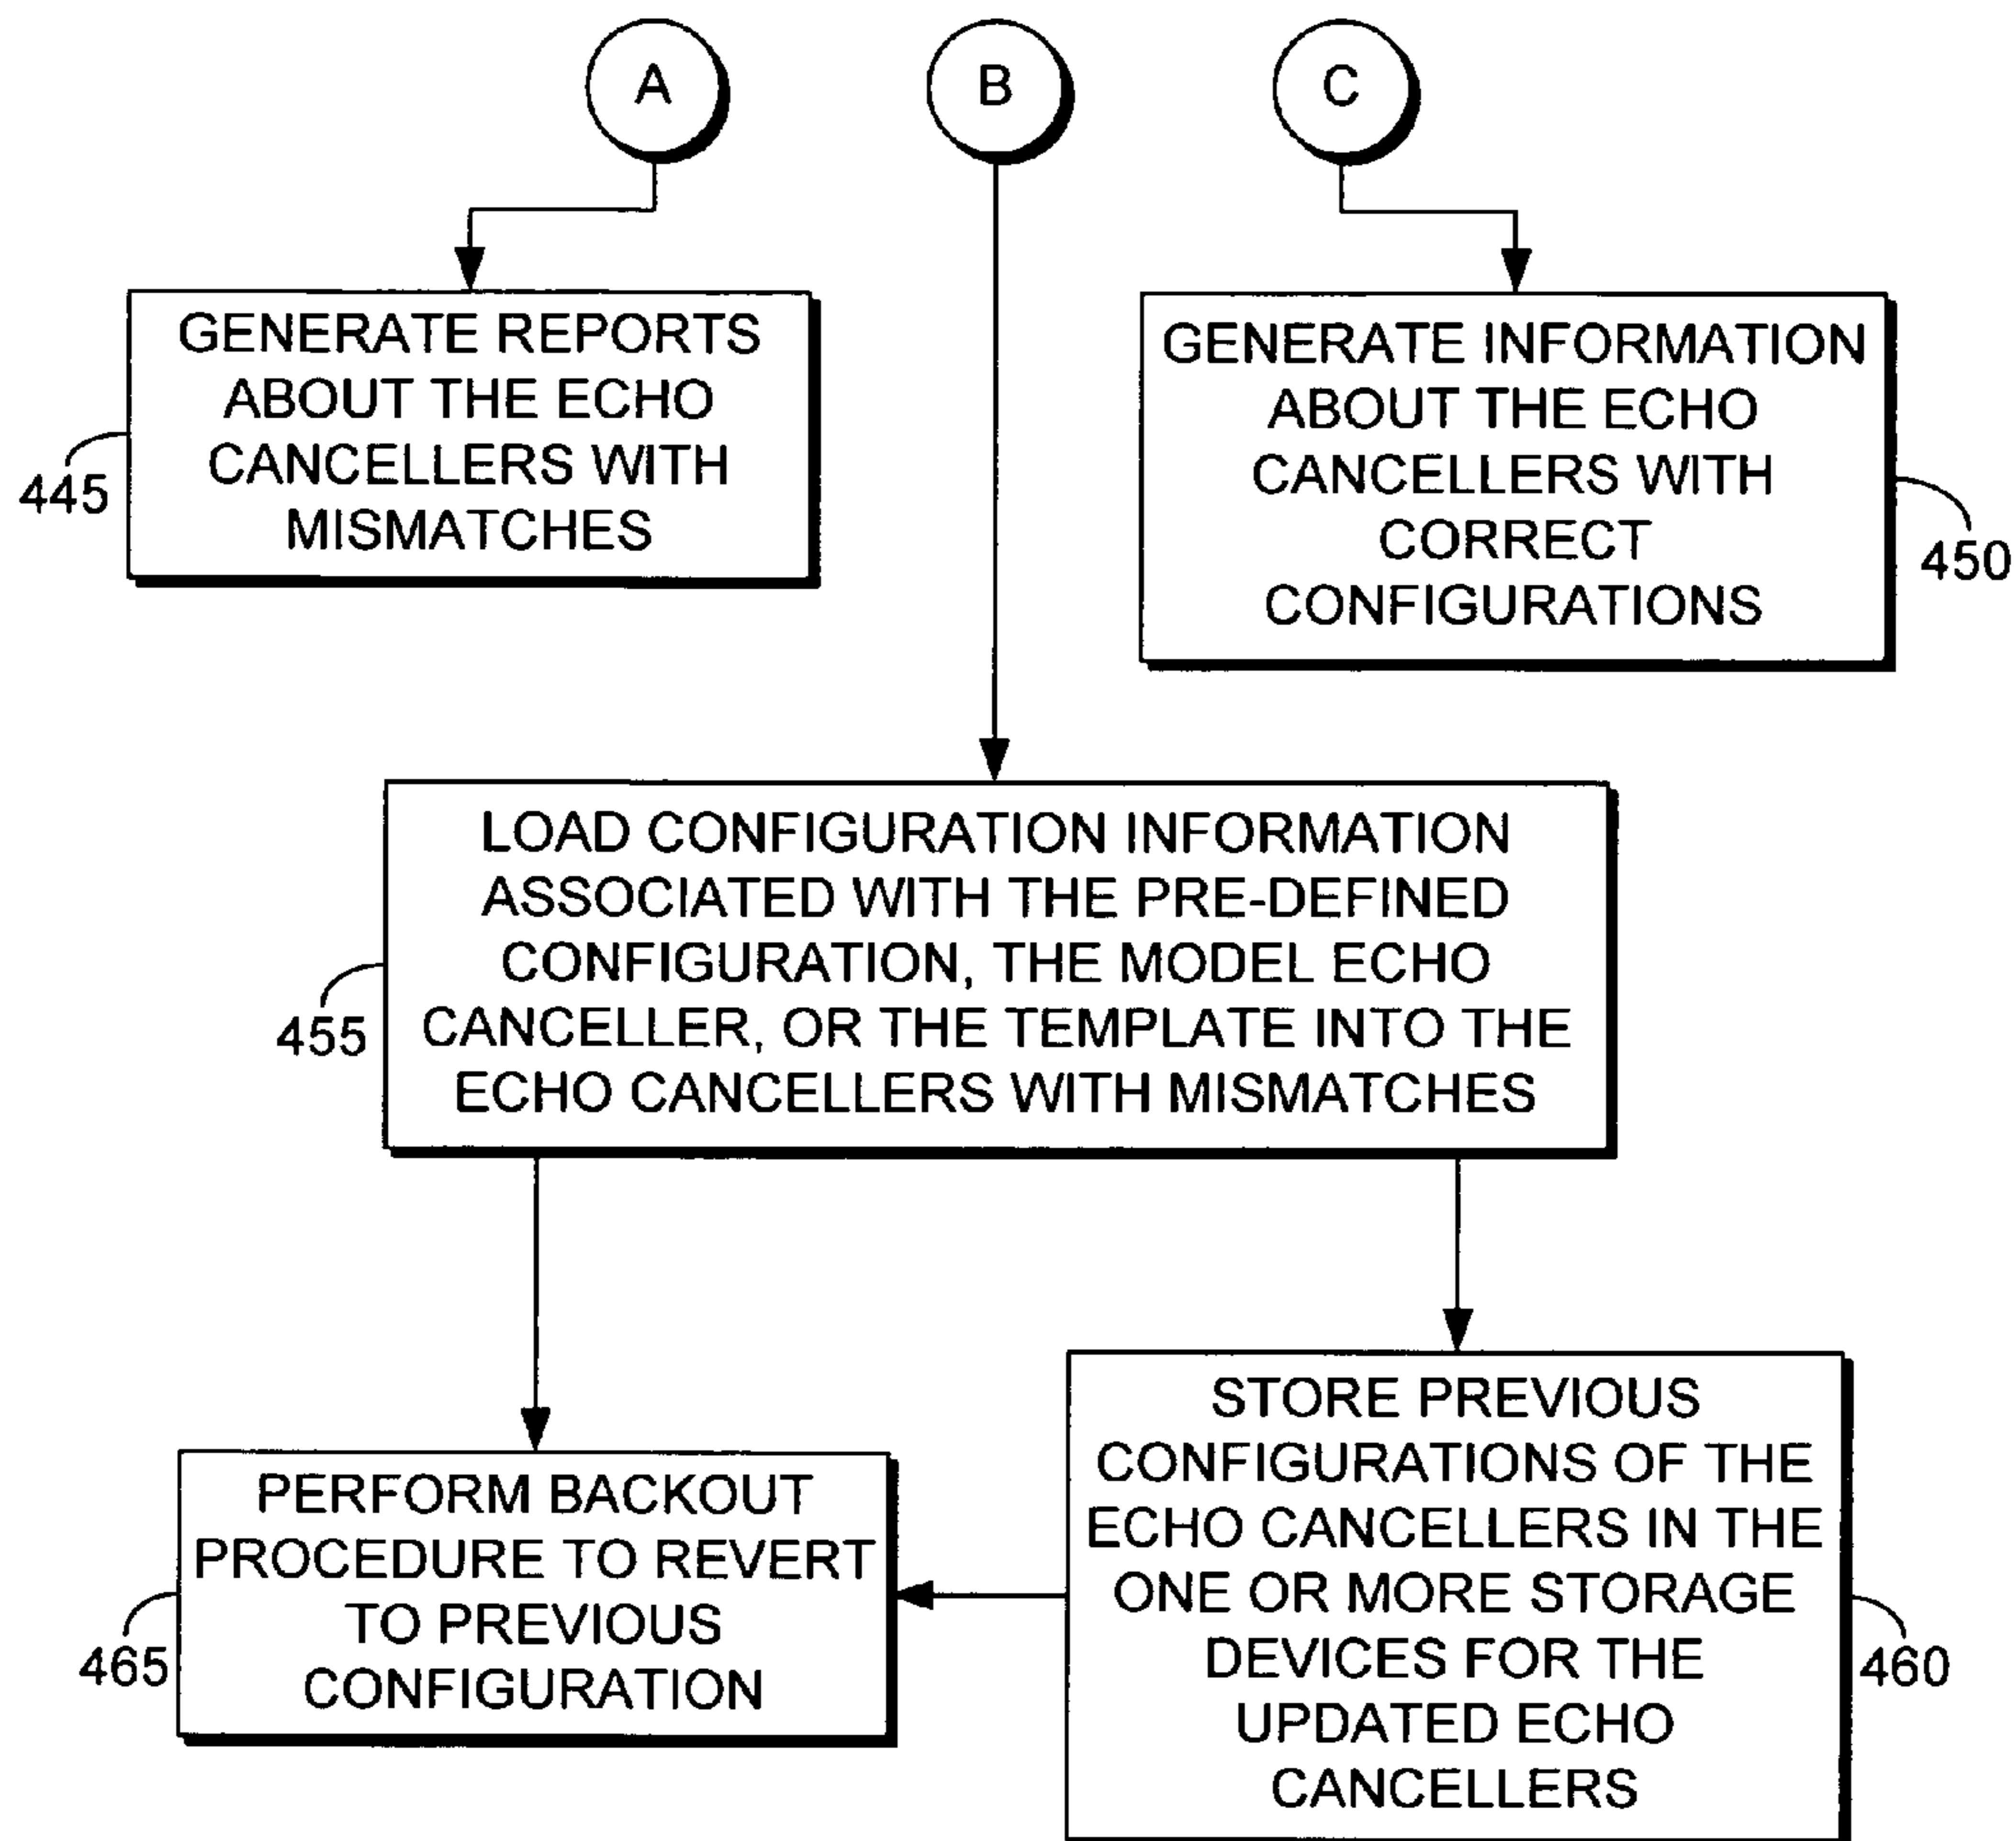 A
B
C
GENERATE REPORTS
ABOUT THE ECHO
CANCELLERS WITH
MISMATCHES
445
GENERATE INFORMATION
ABOUT THE ECHO
CANCELLERS WITH
CORRECT
CONFIGURATIONS
450
LOAD CONFIGURATION INFORMATION
ASSOCIATED WITH THE PRE-DEFINED
CONFIGURATION, THE MODEL ECHO
CANCELLER, OR THE TEMPLATE INTO THE
ECHO CANCELLERS WITH MISMATCHES
455
PERFORM BACKOUT
PROCEDURE TO REVERT
TO PREVIOUS
CONFIGURATION
465
STORE PREVIOUS
CONFIGURATIONS OF THE
ECHO CANCELLERS IN THE
ONE OR MORE STORAGE
DEVICES FOR THE
UPDATED ECHO
CANCELLERS
460